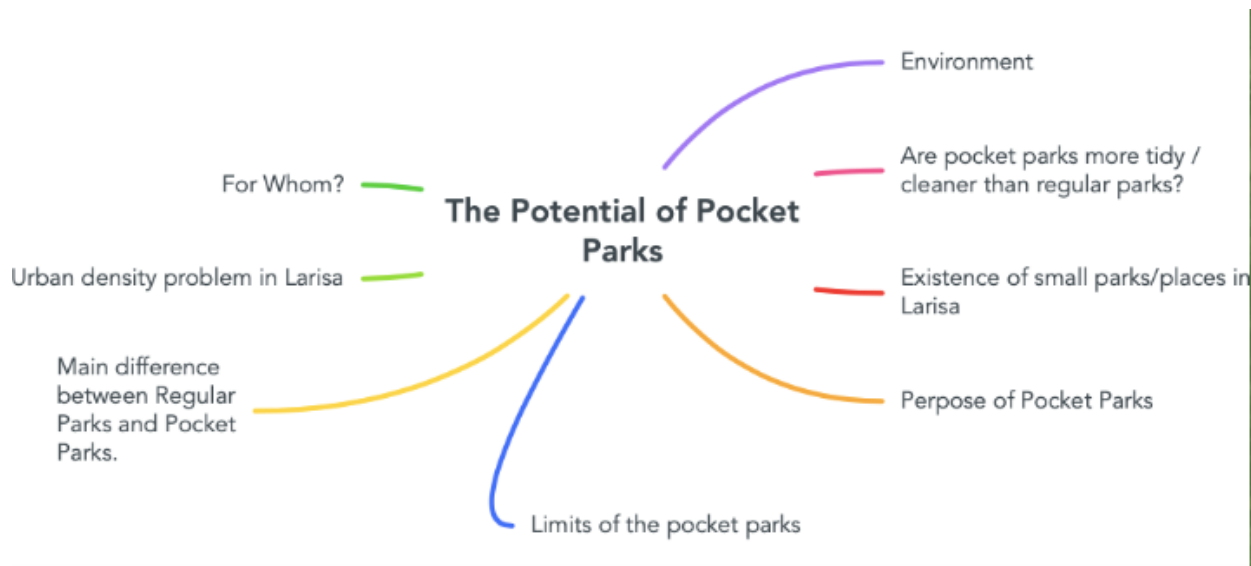 The Potential of Pocket
Parks
Environment
Are pocket parks more tidy /
cleaner than regular parks?
Existence of small parks/places in
Larisa
Perpose of Pocket Parks
Limits of the pocket parks
Main difference
between Regular
Parks and Pocket
Parks.
Urban density problem in Larisa
For Whom?